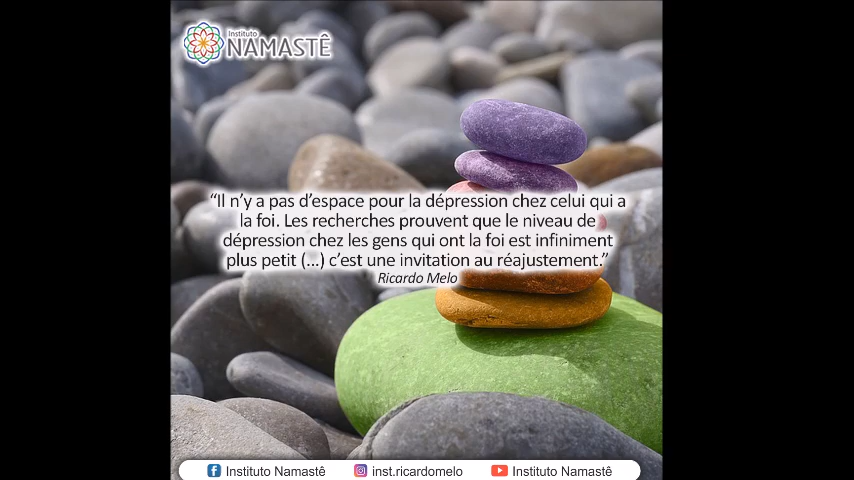 Instituto
NAMASTÊ
“Il n’y a pas d’espace pour la dépression chez celui qui a
la foi. Les recherches prouvent que le niveau de
dépression chez les gens qui ont la foi est infiniment
plus petit (...) c’est une invitation au réajustement.”
Ricardo Melo
Instituto Namastê inst.ricardomelo Instituto Namastê